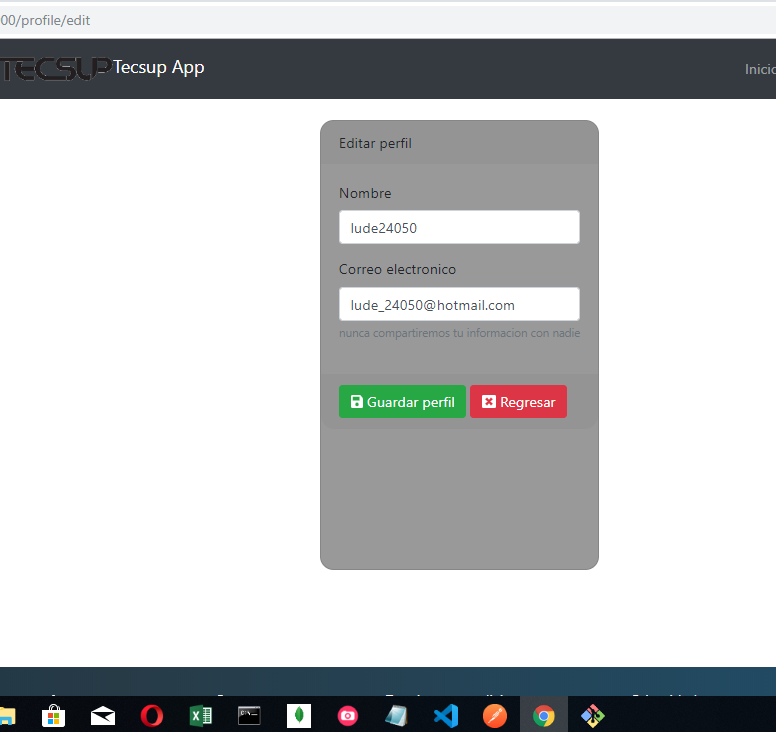 00/profile/edit
TECSUP Tecsup App
Inicio
Editar perfil
Nombre
lude24050
Correo electronico
lude_24050@hotmail.com
nunca compartiremos tu informacion con nadie
Guardar perfil
Regresar